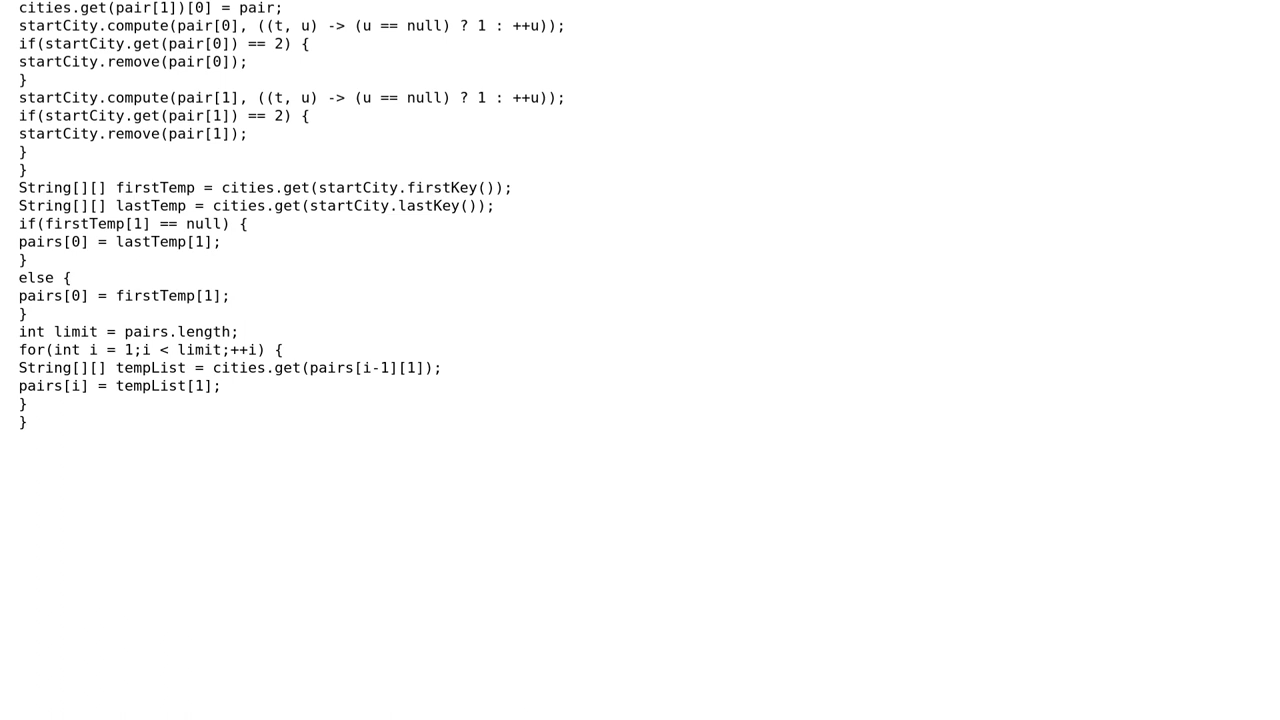 cities.get(pair[1])[0] = pair;
startCity.compute(pair[0], ((t, u) -> (u == null) ? 1 : ++u));
if(startCity.get(pair[0]) == 2) {
startCity.remove(pair[0]);
}
startCity.compute(pair[1], ((t, u) -> (u == null) ? 1 : ++u));
if(startCity.get(pair[1]) == 2) {
startCity.remove(pair[1]);
}
}
String[][] firstTemp = cities.get(startCity.firstKey());
String[][] lastTemp = cities.get(startCity.lastKey());
if(firstTemp[1] == null) {
pairs[0] = lastTemp[1];
}
else {
pairs[0] = firstTemp[1];
}
int limit = pairs.length;
for(int i = 1;i < limit;++i) {
String[][] tempList = cities.get(pairs[i-1][1]);
pairs[i] = tempList[1];
}
}